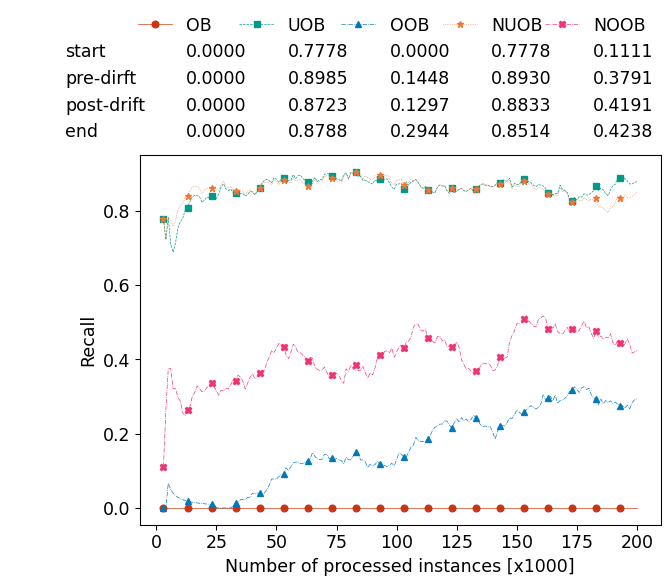 OB UOB OOB NUOB NOOB
start 0.0000 0.7778 0.0000 0.7778 0.1111
pre-dirft 0.0000 0.8985 0.1448 0.8930 0.3791
post-drift 0.0000 0.8723 0.1297 0.8833 0.4191
end 0.0000 0.8788 0.2944 0.8514 0.4238
0.8
0.6
0.4
0.2
0.0
Recall
0 25 50 75 100 125 150 175 200
Number of processed instances [x1000]